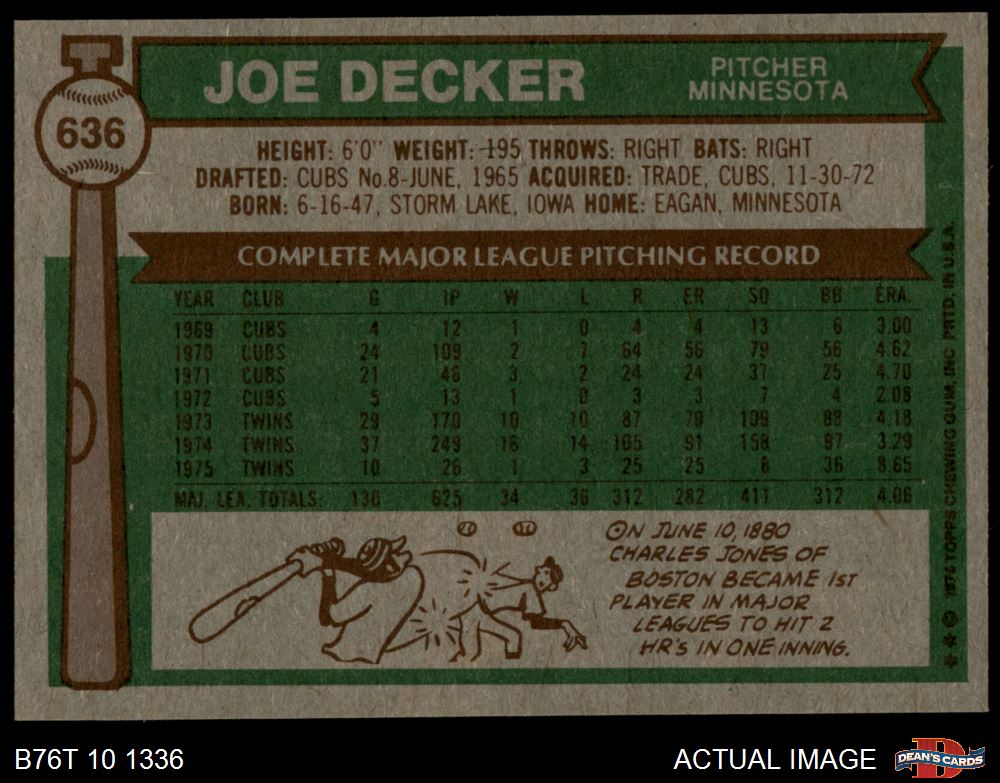 JOE DECKER
PITCHER
MINNESOTA
636
HEIGHT: 6'0" WEIGHT: 195 THROWS: RIGHT BATS: RIGHT
DRAFTED: CUBS No.8-JUNE, 1965 ACQUIRED: TRADE, CUBS, 11-30-72
BORN: 6-16-47, STORM LAKE, IOWA HOME: EAGAN, MINNESOTA
COMPLETE MAJOR LEAGUE PITCHING RECORD
YEAR CLUB G IP W L R ER SO BB ERA.
1969 CUBS 4 12 1 0 4 4 13 6 3.00
1970 CUBS 24 109 2 7 64 56 79 56 4.62
1971 CUBS 21 46 3 2 24 24 37 25 4.70
1972 CUBS 5 13 1 0 3 3 7 4 2.08
1973 TWINS 29 170 10 10 87 79 109 88 4.18
1974 TWINS 37 249 16 14 105 91 158 97 3.29
1975 TWINS 10 26 1 3 25 25 8 36 8.65
MAJ. LEA. TOTALS 130 625 34 36 312 282 411 312 4.06
ON JUNE 10, 1880
CHARLES JONES OF
BOSTON BECAME 1ST
PLAYER IN MAJOR
LEAGUES TO HIT 2
HR'S IN ONE INNING.
* * © 1976 TOPPS CHEWING GUM, INC. PRTD. IN U.S.A.
B76T 10 1336
ACTUAL IMAGE
D
DEAN'S CARDS